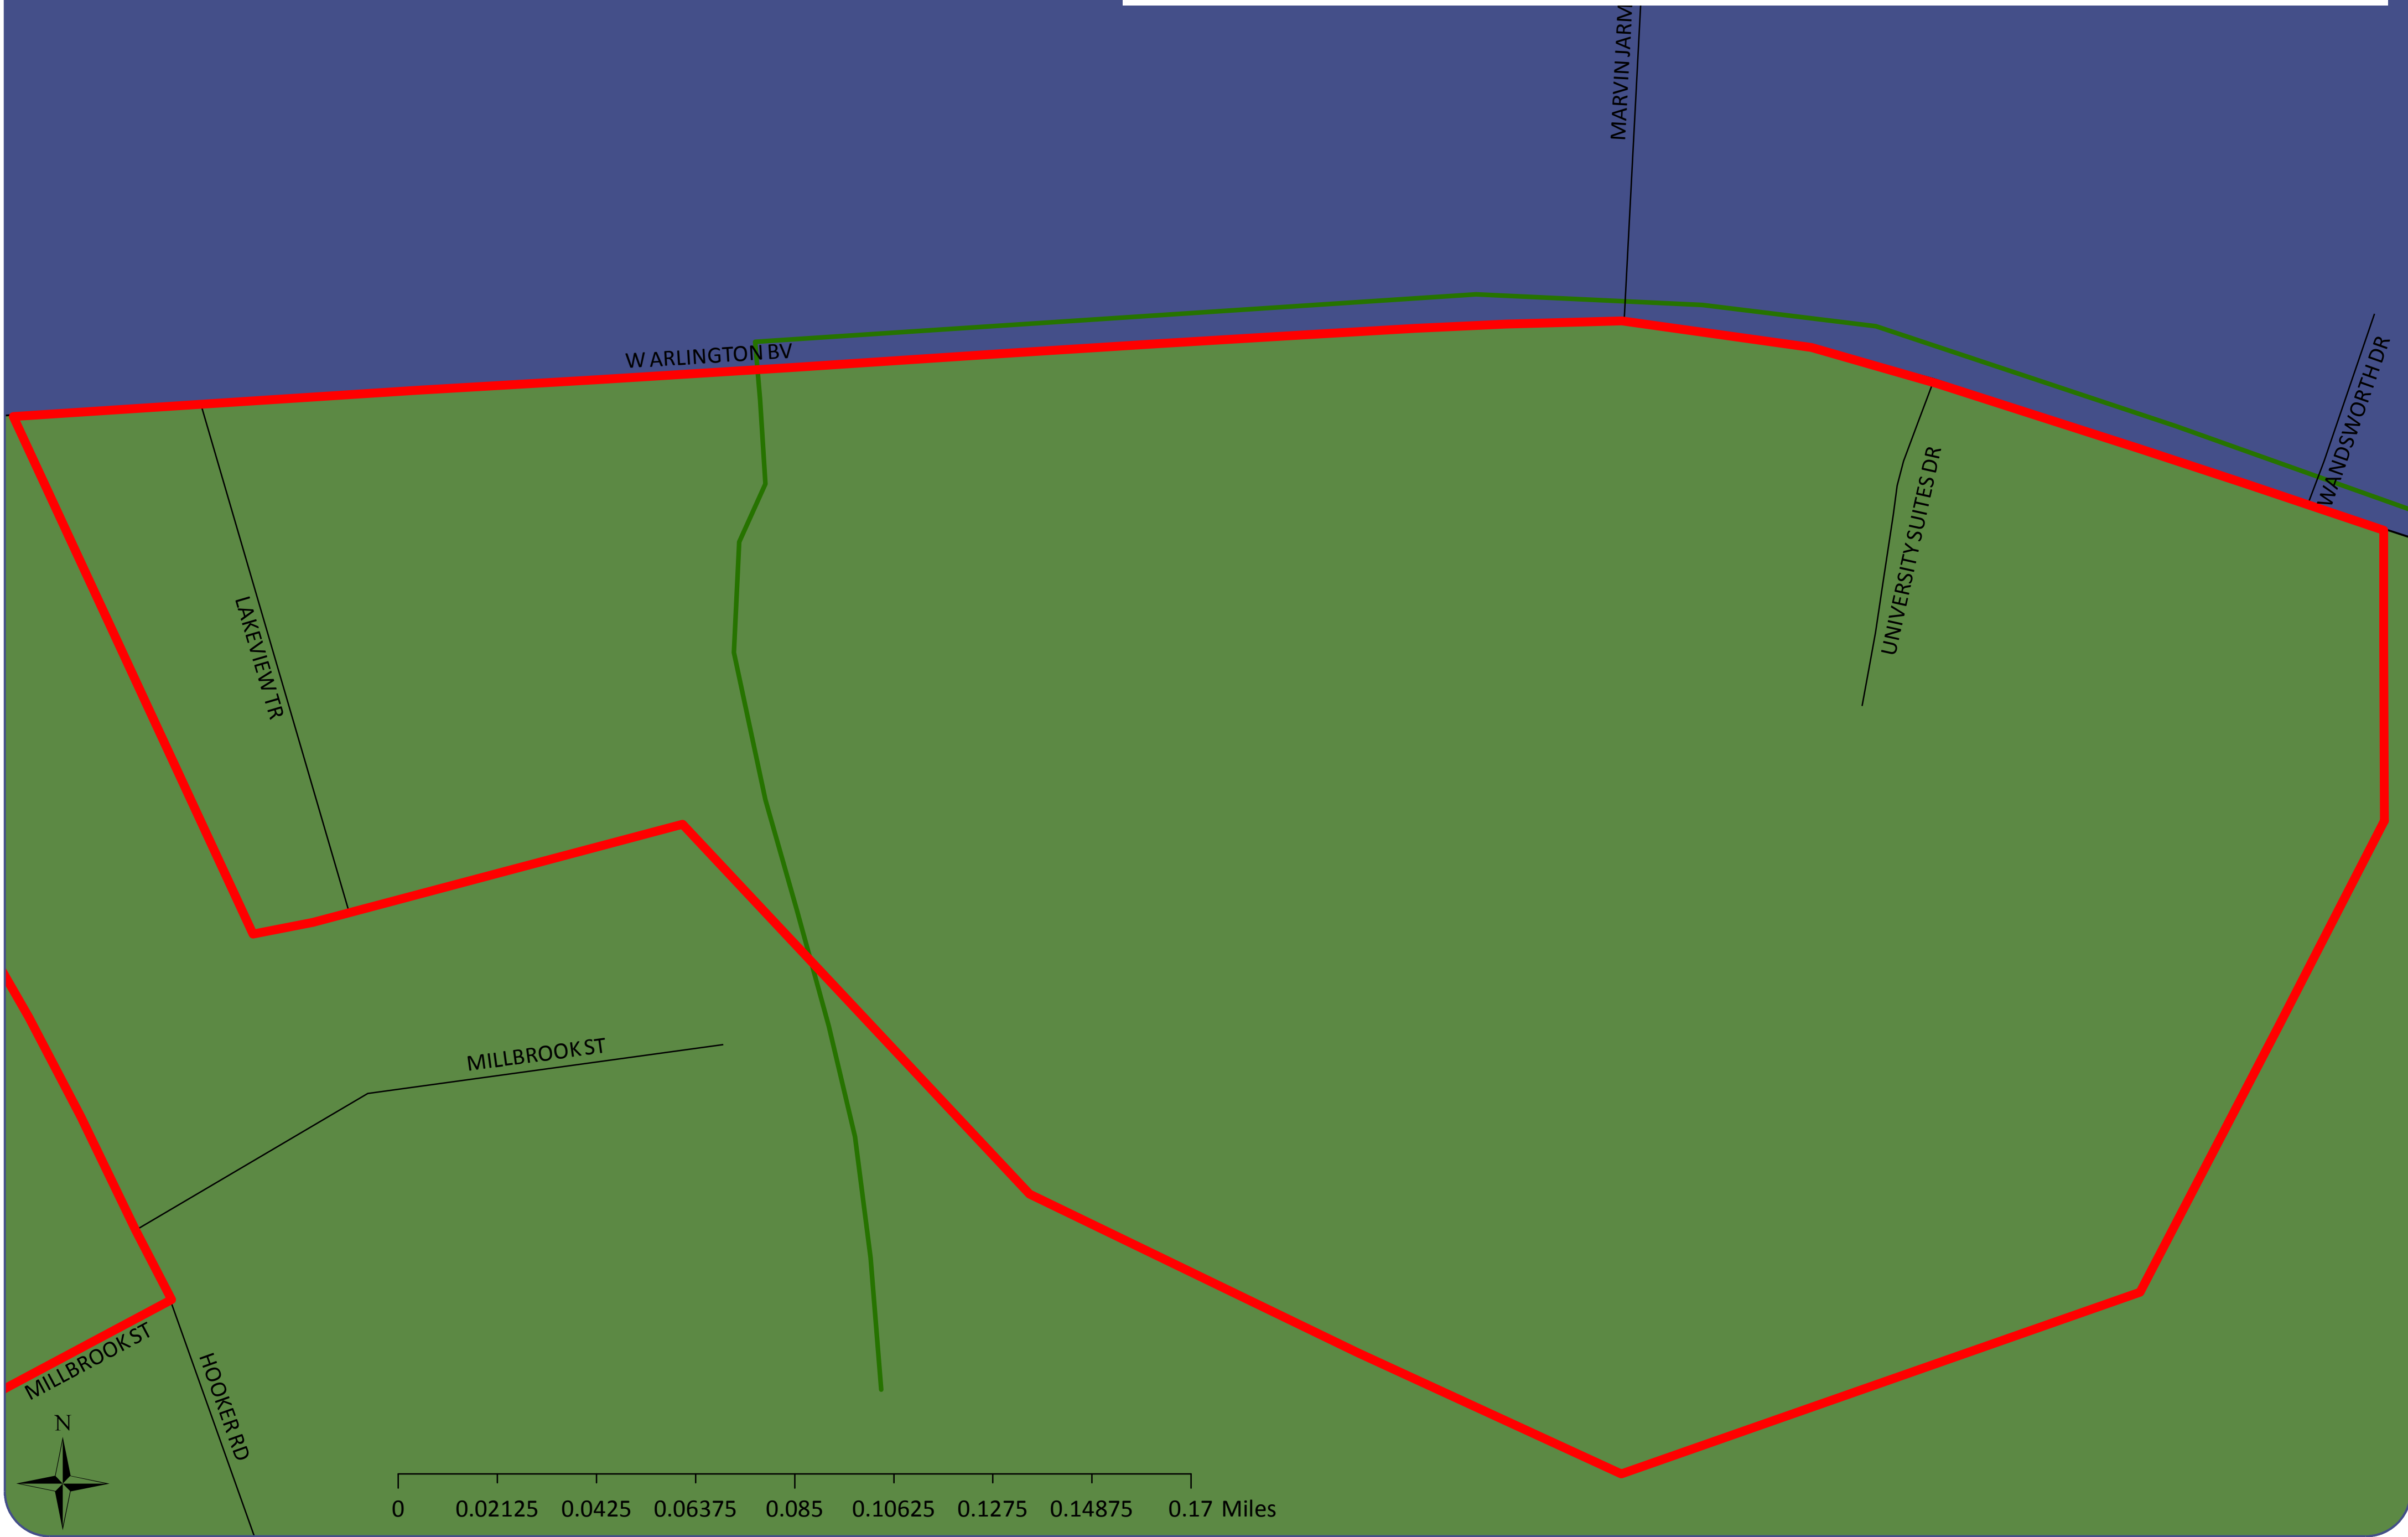 MARVIN JARM
W ARLINGTON BV
WANDSWORTH DR
UNIVERSITY SUITES DR
LAKEVIEW TR
MILLBROOK ST
MILLBROOK ST
HOOKER RD
N
0 0.02125 0.0425 0.06375 0.085 0.10625 0.1275 0.14875 0.17 Miles